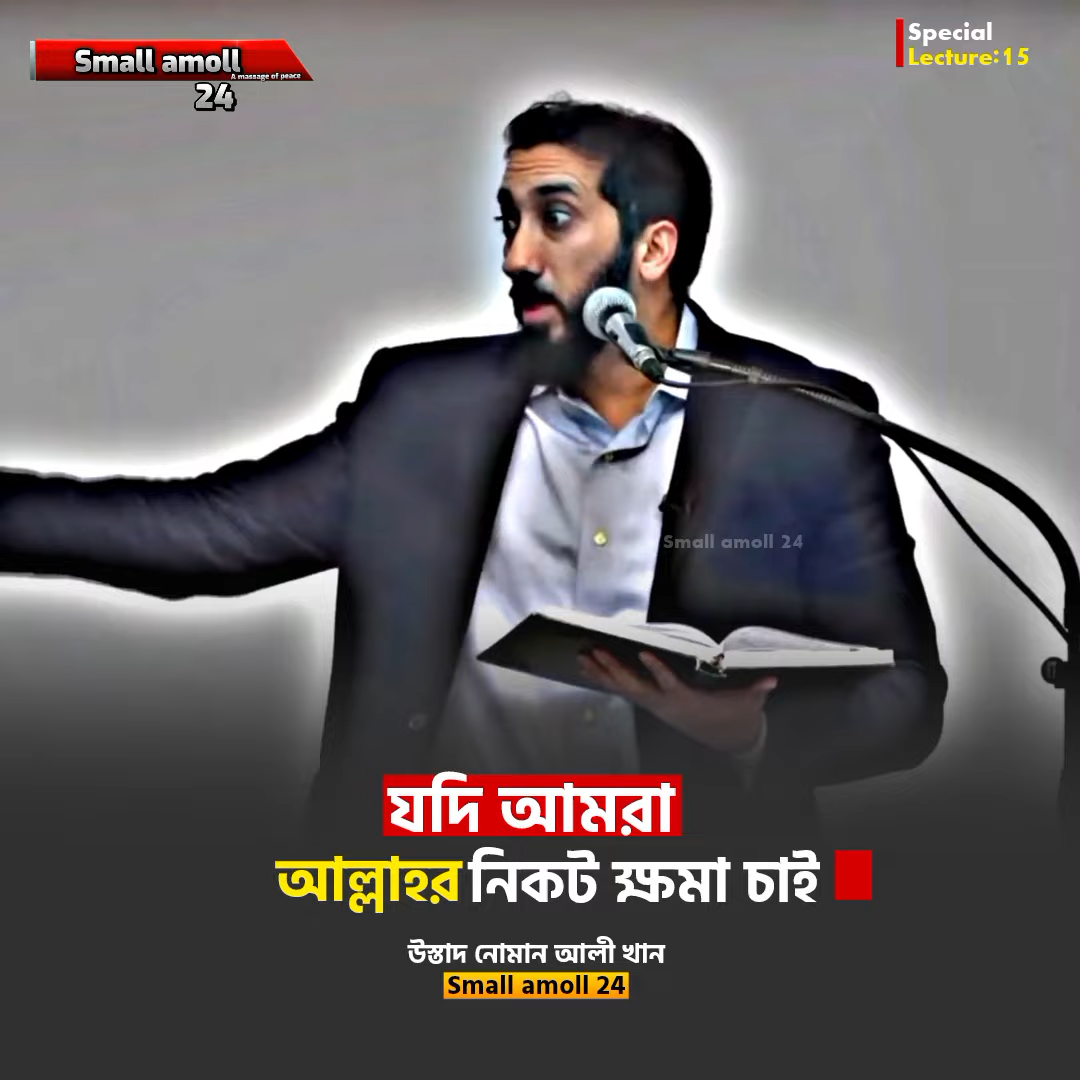 Small amoll
A massage of peace
24
Special
Lecture:15
Small amoll 24
যদি আমরা
আল্লাহর নিকট ক্ষমা চাই
উস্তাদ নোমান আলী খান
Small amoll 24